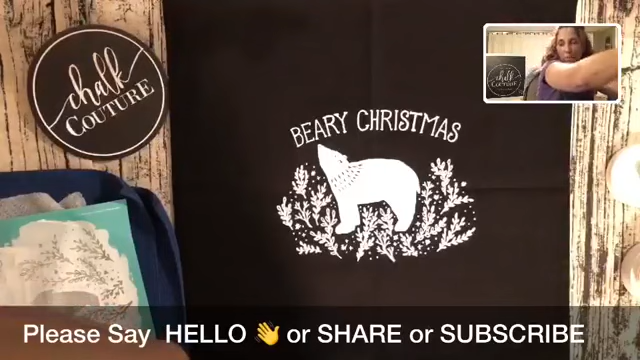 chalk
COUTURE
BEARY CHRISTMAS
chalk
COUTURE
Please Say HELLO 👋 or SHARE or SUBSCRIBE